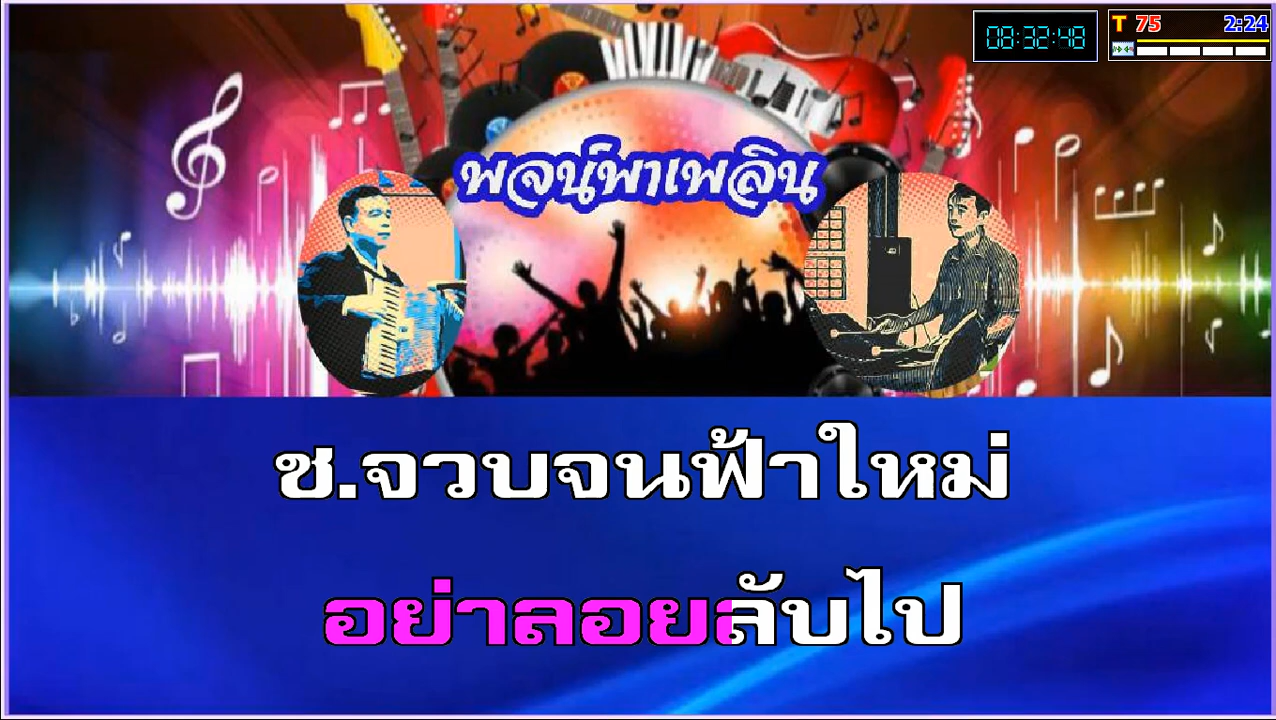 08:32:48
T 75 2:24
พจน์พาเพลิน
ช.จวบจนฟ้าใหม่
อย่าลอยลับไป